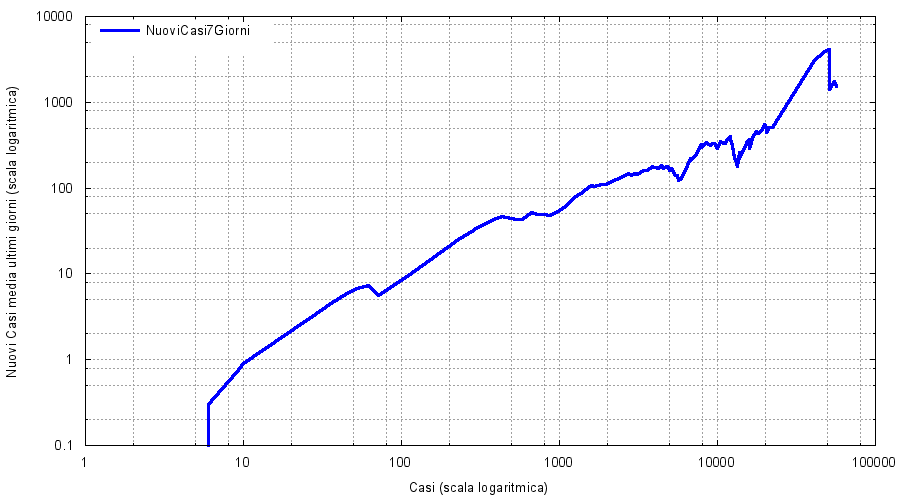 NuoviCasi7Giorni
Nuovi Casi media ultimi giorni (scala logaritmica)
10000
1000
100
10
1
0.1
1 10 100 1000 10000 100000
Casi (scala logaritmica)